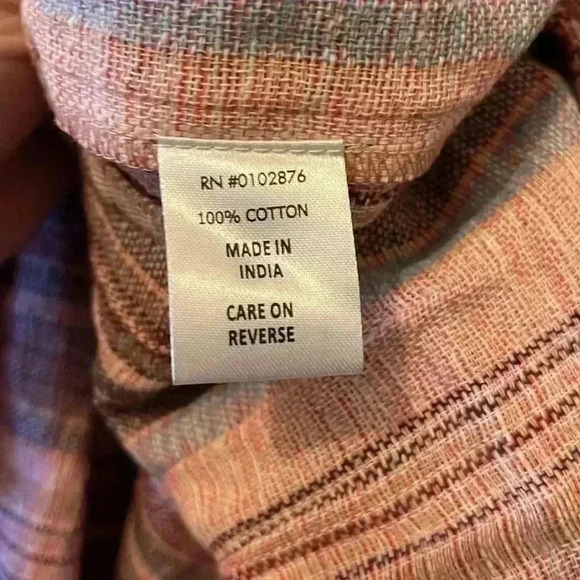 RN #0102876
100% COTTON
MADE IN
INDIA
CARE ON
REVERSE